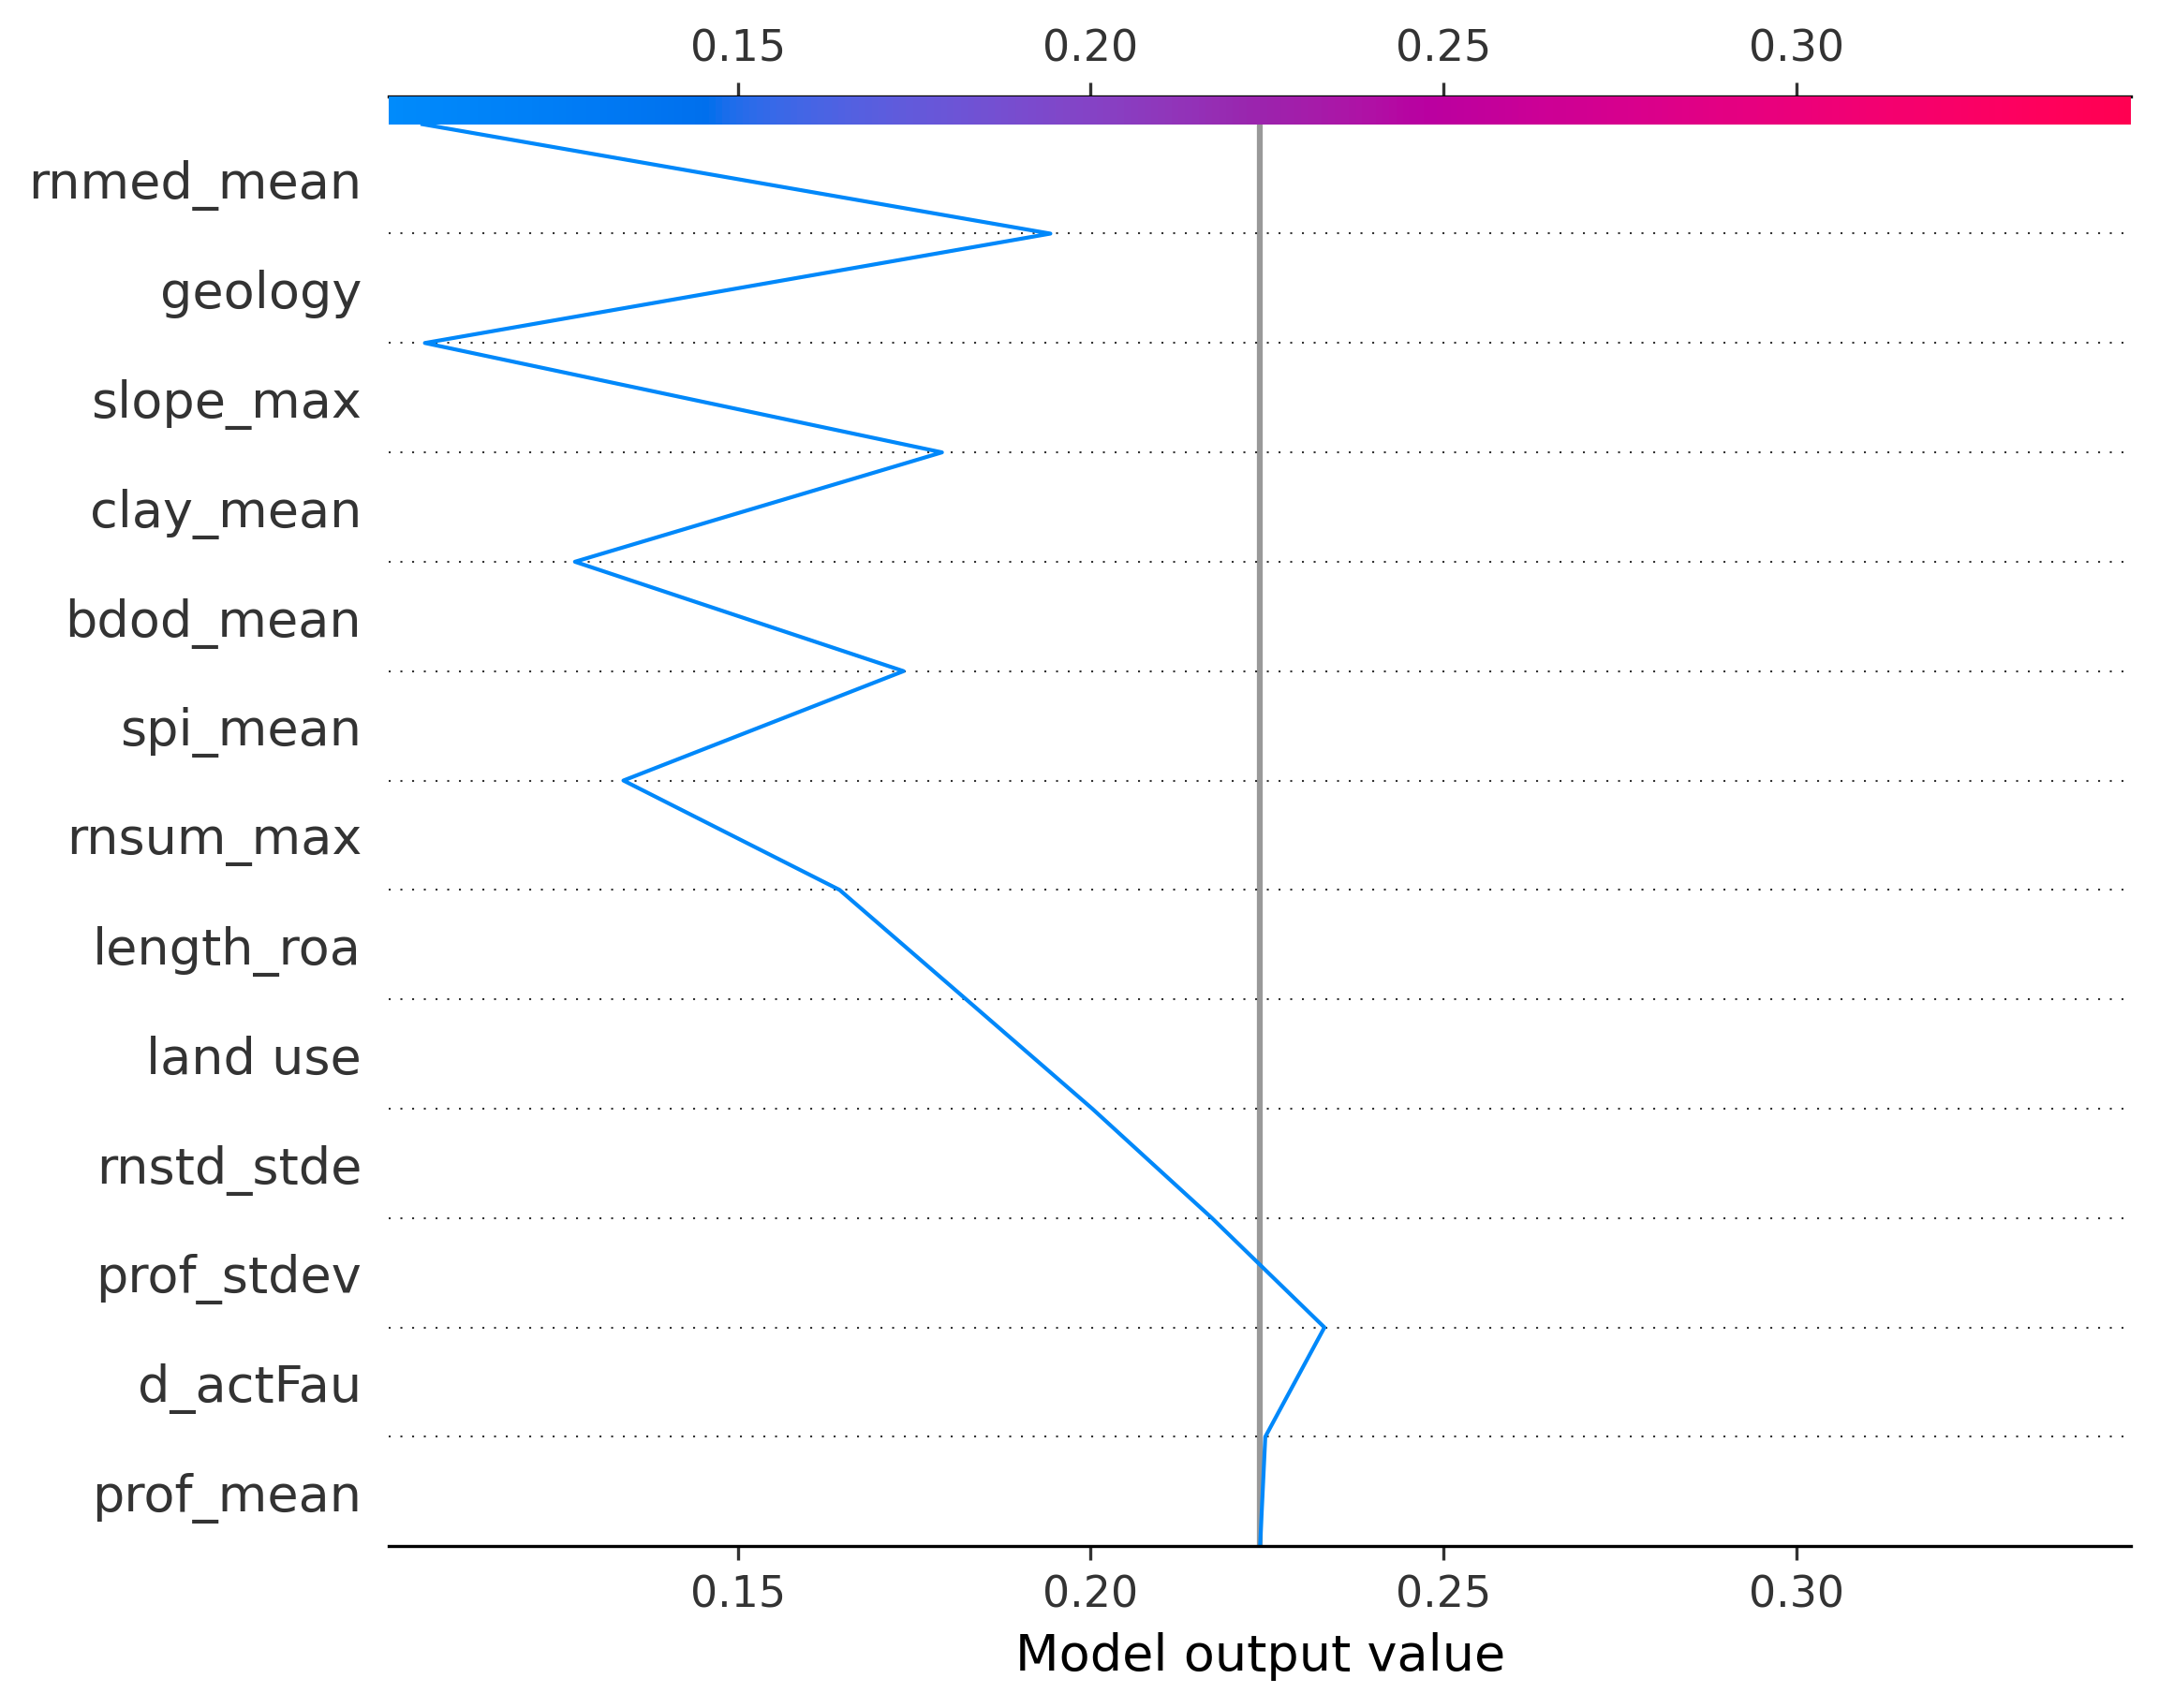 0.15 0.20 0.25 0.30
rnmed_mean
geology
slope_max
clay_mean
bdod_mean
spi_mean
rnsum_max
length_roa
land use
rnstd_stde
prof_stdev
d_actFau
prof_mean
0.15 0.20 0.25 0.30
Model output value